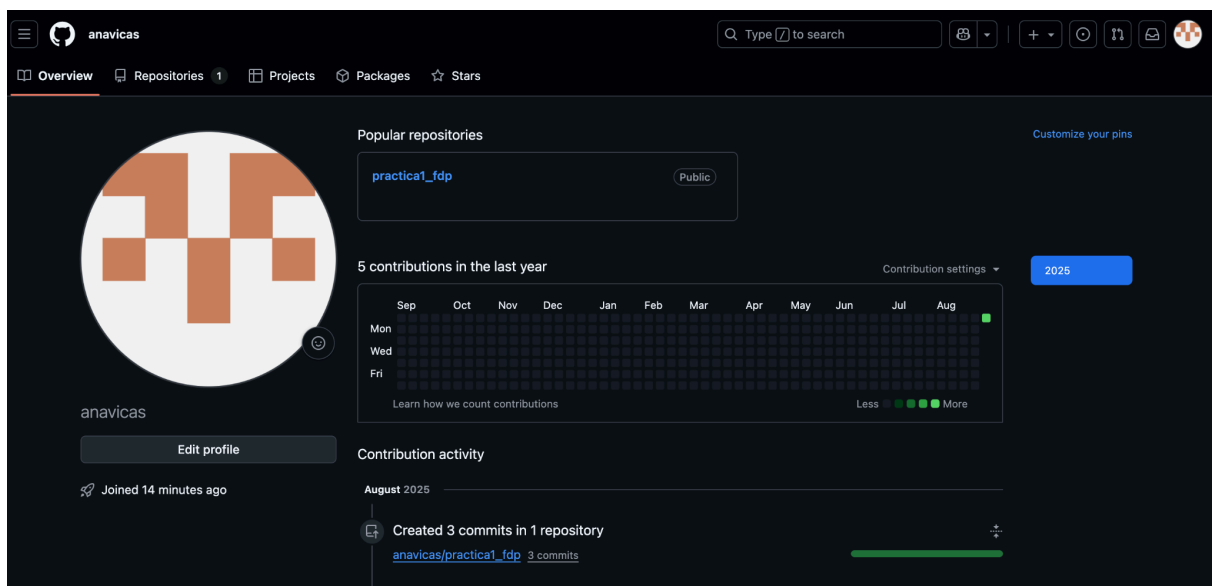 anavicas
Type / to search
Overview
Repositories 1
Projects
Packages
Stars
Popular repositories
Customize your pins
practica1_fdp
Public
5 contributions in the last year
Contribution settings
2025
Sep Oct Nov Dec Jan Feb Mar Apr May Jun Jul Aug
Mon
Wed
Fri
Learn how we count contributions
Less More
anavicas
Edit profile
Joined 14 minutes ago
Contribution activity
August 2025
Created 3 commits in 1 repository
anavicas/practica1_fdp 3 commits